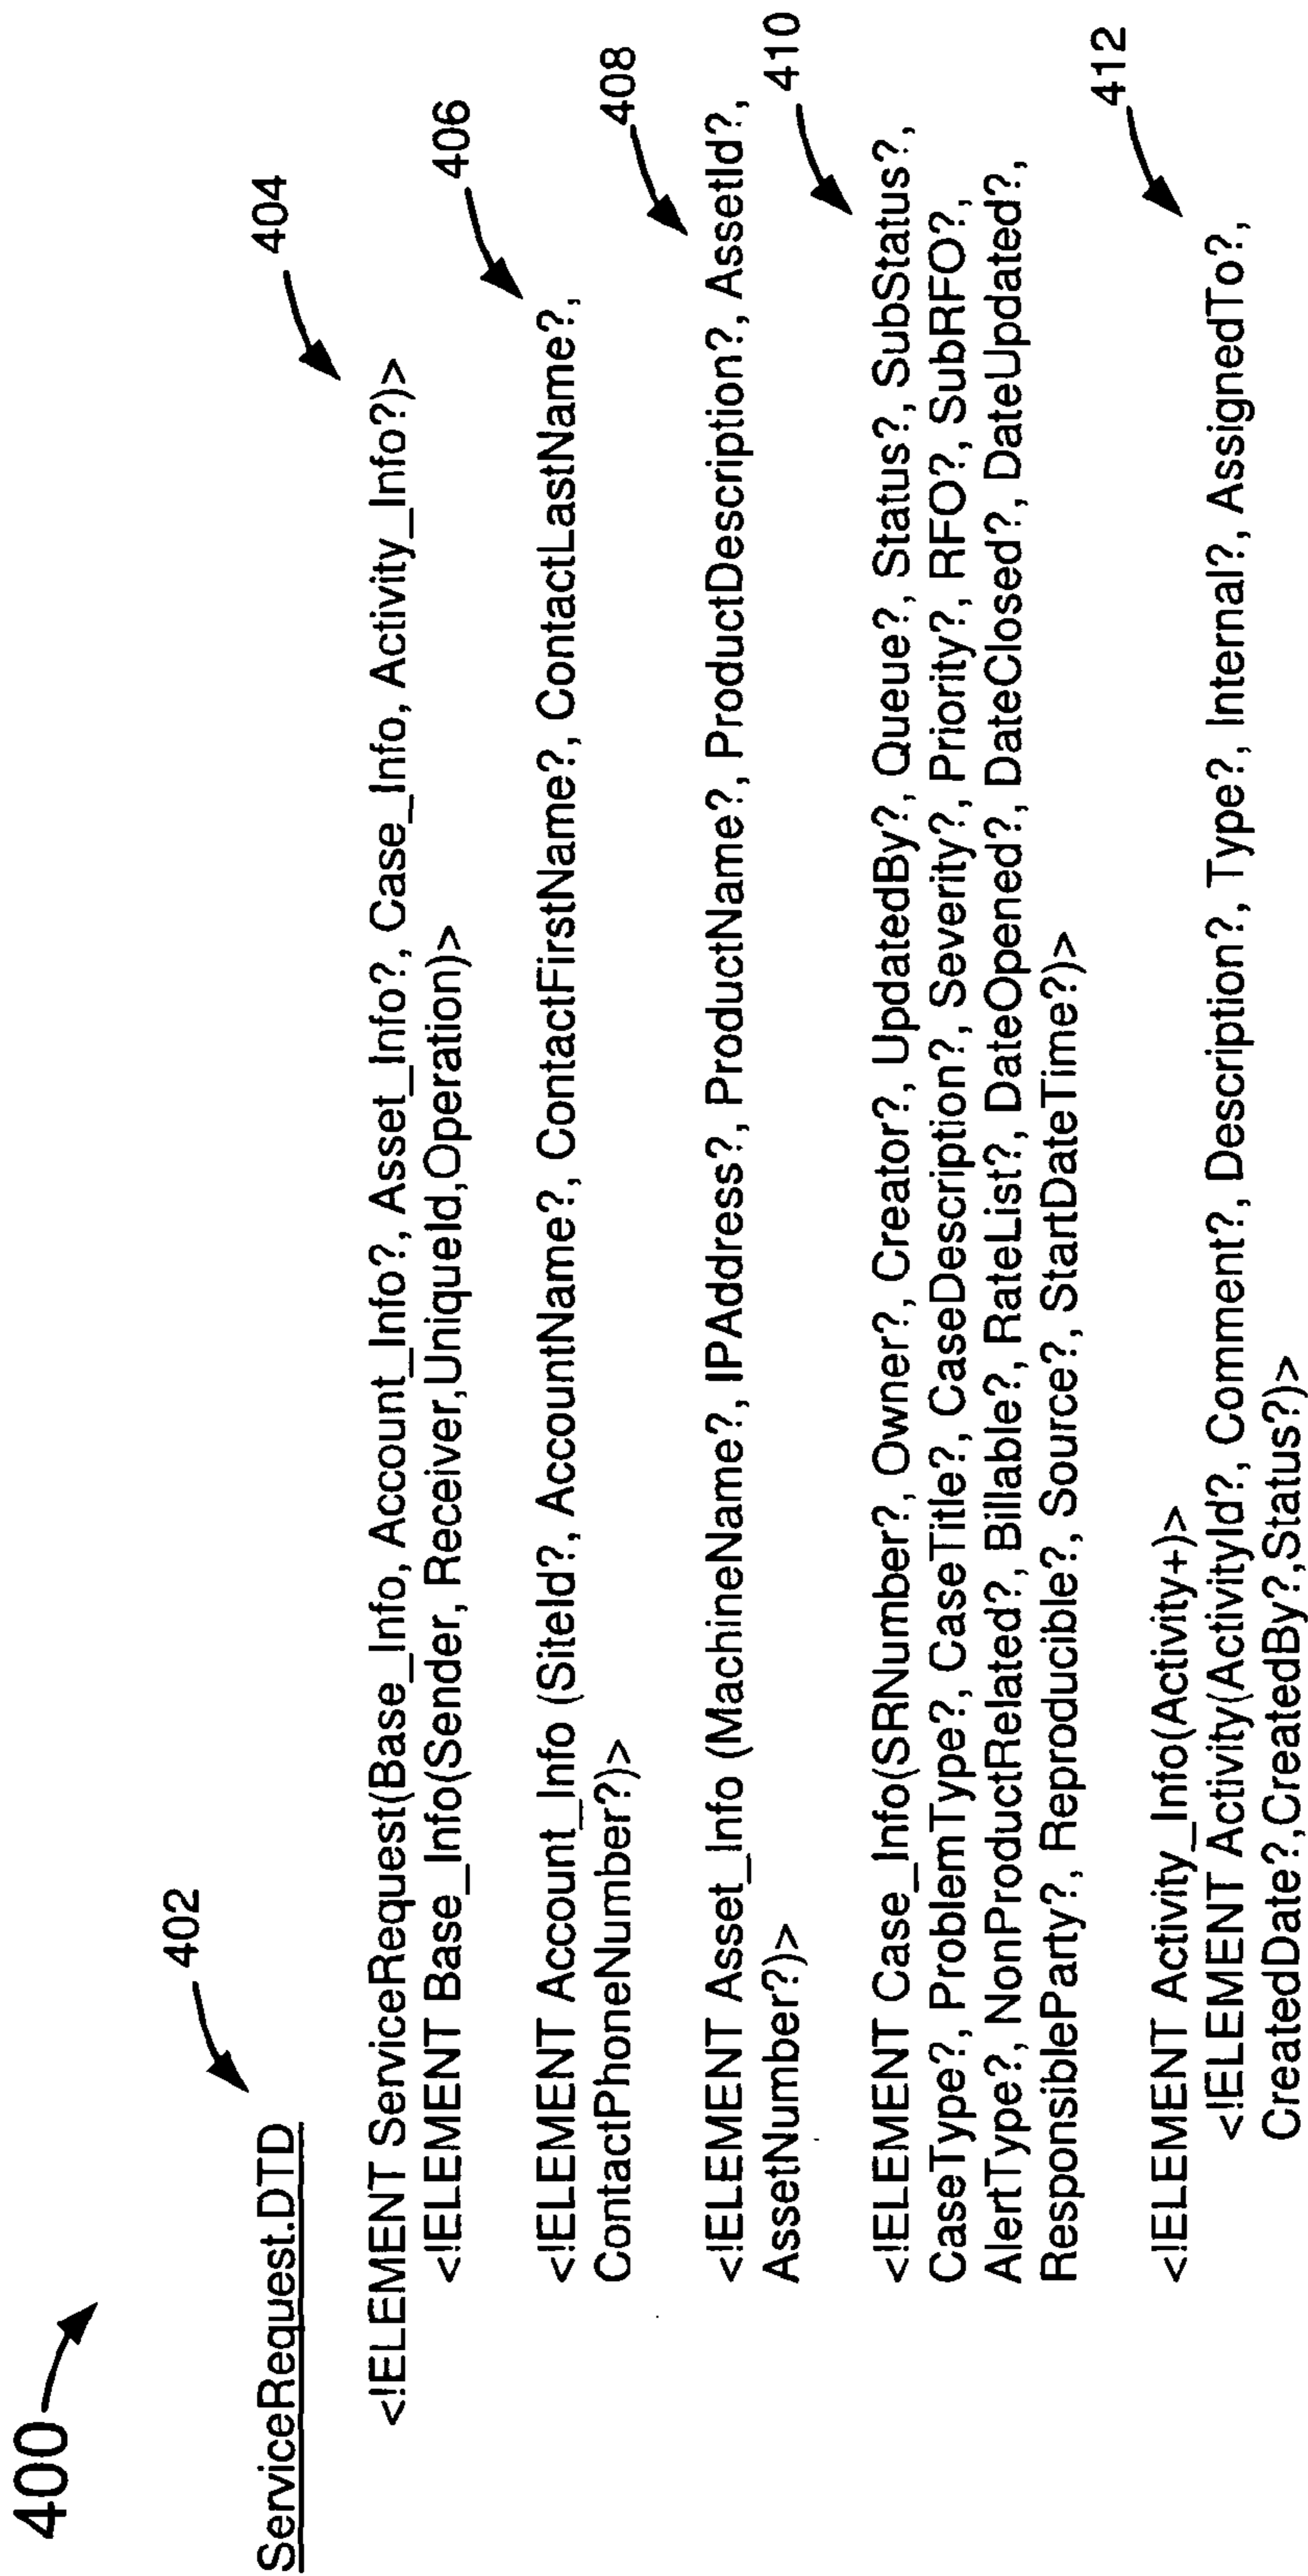 400
402
ServiceRequest.DTD
404
<!ELEMENT ServiceRequest(Base_Info, Account_Info?, Asset_Info?, Case_Info, Activity_Info?)>
<!ELEMENT Base_Info(Sender, Receiver,UniqueId,Operation)>
406
<!ELEMENT Account_Info (SiteId?, AccountName?, ContactFirstName?, ContactLastName?,
ContactPhoneNumber?)>
408
<!ELEMENT Asset_Info (MachineName?, IPAddress?, ProductName?, ProductDescription?, AssetId?,
AssetNumber?)>
410
<!ELEMENT Case_Info(SRNumber?, Owner?, Creator?, UpdatedBy?, Queue?, Status?, SubStatus?,
CaseType?, ProblemType?, CaseTitle?, CaseDescription?, Severity?, Priority?, RFO?, SubRFO?,
AlertType?, NonProductRelated?, Billable?, RateList?, DateOpened?, DateClosed?, DateUpdated?,
ResponsibleParty?, Reproducible?, Source?, StartDateTime?)>
412
<!ELEMENT Activity_Info(Activity+)>
<!ELEMENT Activity(ActivityId?, Comment?, Description?, Type?, Internal?, AssignedTo?,
CreatedDate?,CreatedBy?,Status?)>